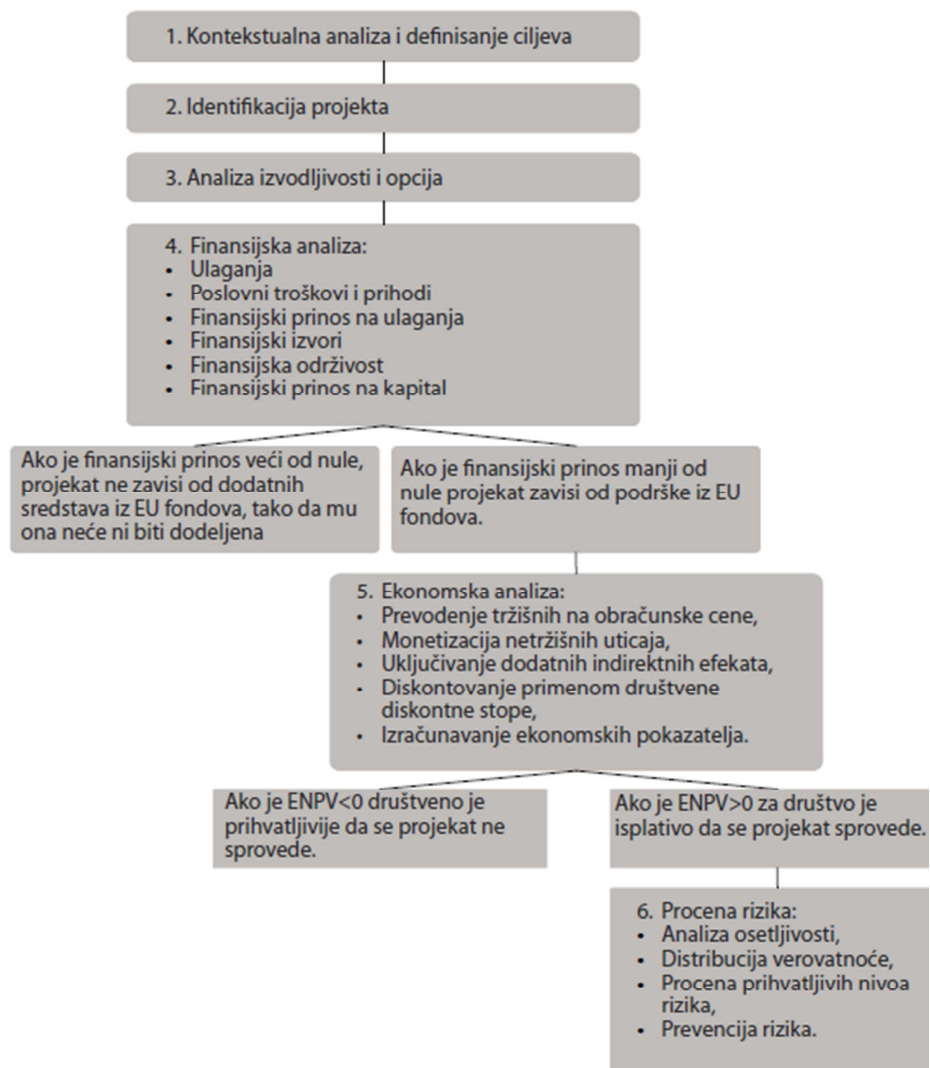 1. Kontekstualna analiza i definisanje ciljeva
2. Identifikacija projekta
3. Analiza izvodljivosti i opcija
4. Finansijska analiza:
• Ulaganja
• Poslovni troškovi i prihodi
• Finansijski prinos na ulaganja
• Finansijski izvori
• Finansijska održivost
• Finansijski prinos na kapital
Ako je finansijski prinos veći od nule,
projekat ne zavisi od dodatnih
sredstava iz EU fondova, tako da mu
ona neće ni biti dodeljena
Ako je finansijski prinos manji od
nule projekat zavisi od podrške iz EU
fondova.
5. Ekonomska analiza:
• Prevodenje tržišnih na obračunske cene,
• Monetizacija netržišnih uticaja,
• Uključivanje dodatnih indirektnih efekata,
• Diskontovanje primenom društvene
diskontne stope,
• Izračunavanje ekonomskih pokazatelja.
Ako je ENPV<0 društveno je
prihvatljivije da se projekat ne
sprovede.
Ako je ENPV>0 za društvo je
isplativo da se projekat sprovede.
6. Procena rizika:
• Analiza osetljivosti,
• Distribucija verovatnoće,
• Procena prihvatljivih nivoa
rizika,
• Prevencija rizika.